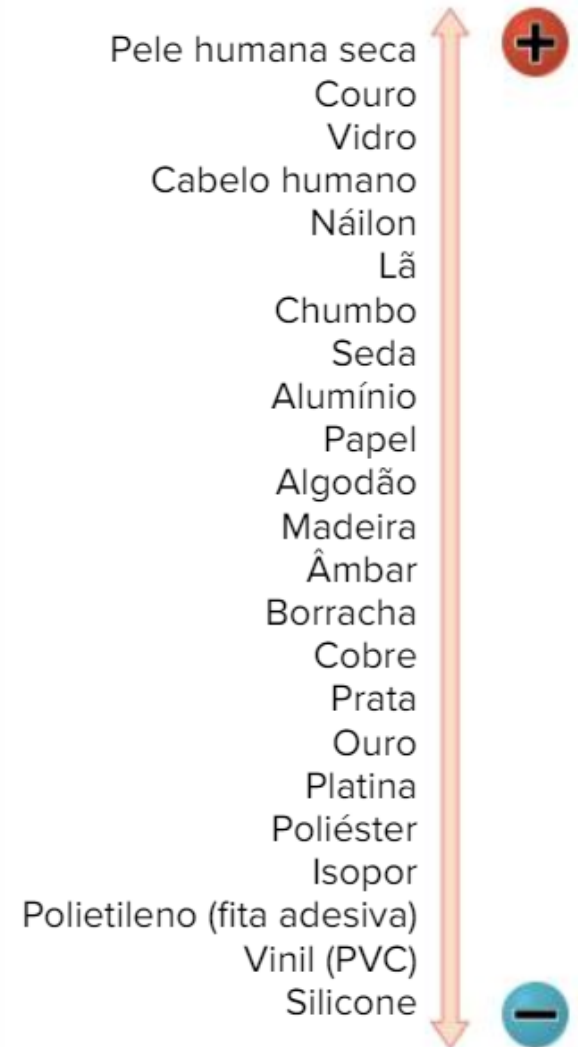 +
Pele humana seca
Couro
Vidro
Cabelo humano
Náilon
Lã
Chumbo
Seda
Alumínio
Papel
Algodão
Madeira
Âmbar
Borracha
Cobre
Prata
Ouro
Platina
Poliéster
Isopor
Polietileno (fita adesiva)
Vinil (PVC)
Silicone
−